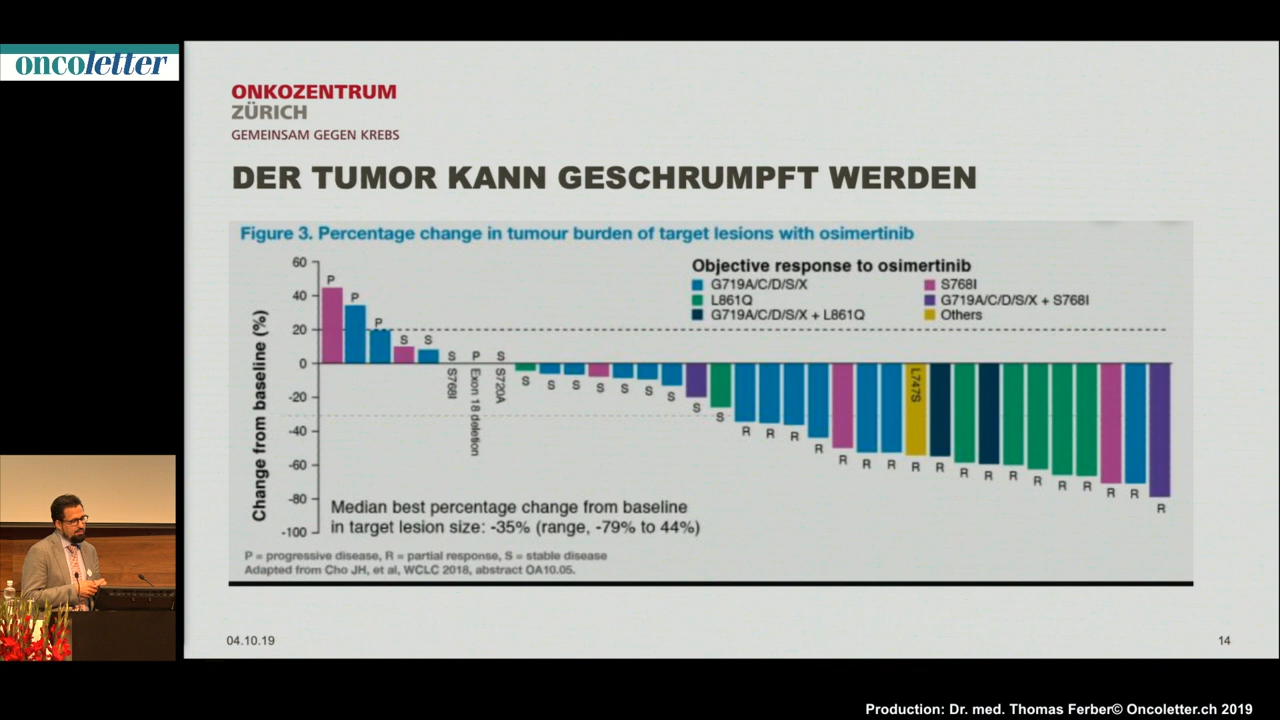 oncoletter
ONKOZENTRUM
ZÜRICH
GEMEINSAM GEGEN KREBS
DER TUMOR KANN GESCHRUMPFT WERDEN
Figure 3. Percentage change in tumour burden of target lesions with osimertinib
Objective response to osimertinib
G719A/C/D/S/X
S768I
L861Q
G719A/C/D/S/X + S768I
G719A/C/D/S/X + L861Q
Others
Change from baseline (%)
60
40
20
0
-20
-40
-60
-80
-100
P
P
P
S
S
S
P
S
S768I
Exon 18 deletion
S720A
S
S
S
S
S
S
S
S
S
R
R
R
R
R
R
R
R
L747S
R
R
R
R
R
R
R
R
R
R
Median best percentage change from baseline
in target lesion size: -35% (range, -79% to 44%)
P = progressive disease, R = partial response, S = stable disease
Adapted from Cho JH, et al, WCLC 2018, abstract OA10.05.
04.10.19
14
Production: Dr. med. Thomas Ferber© Oncoletter.ch 2019